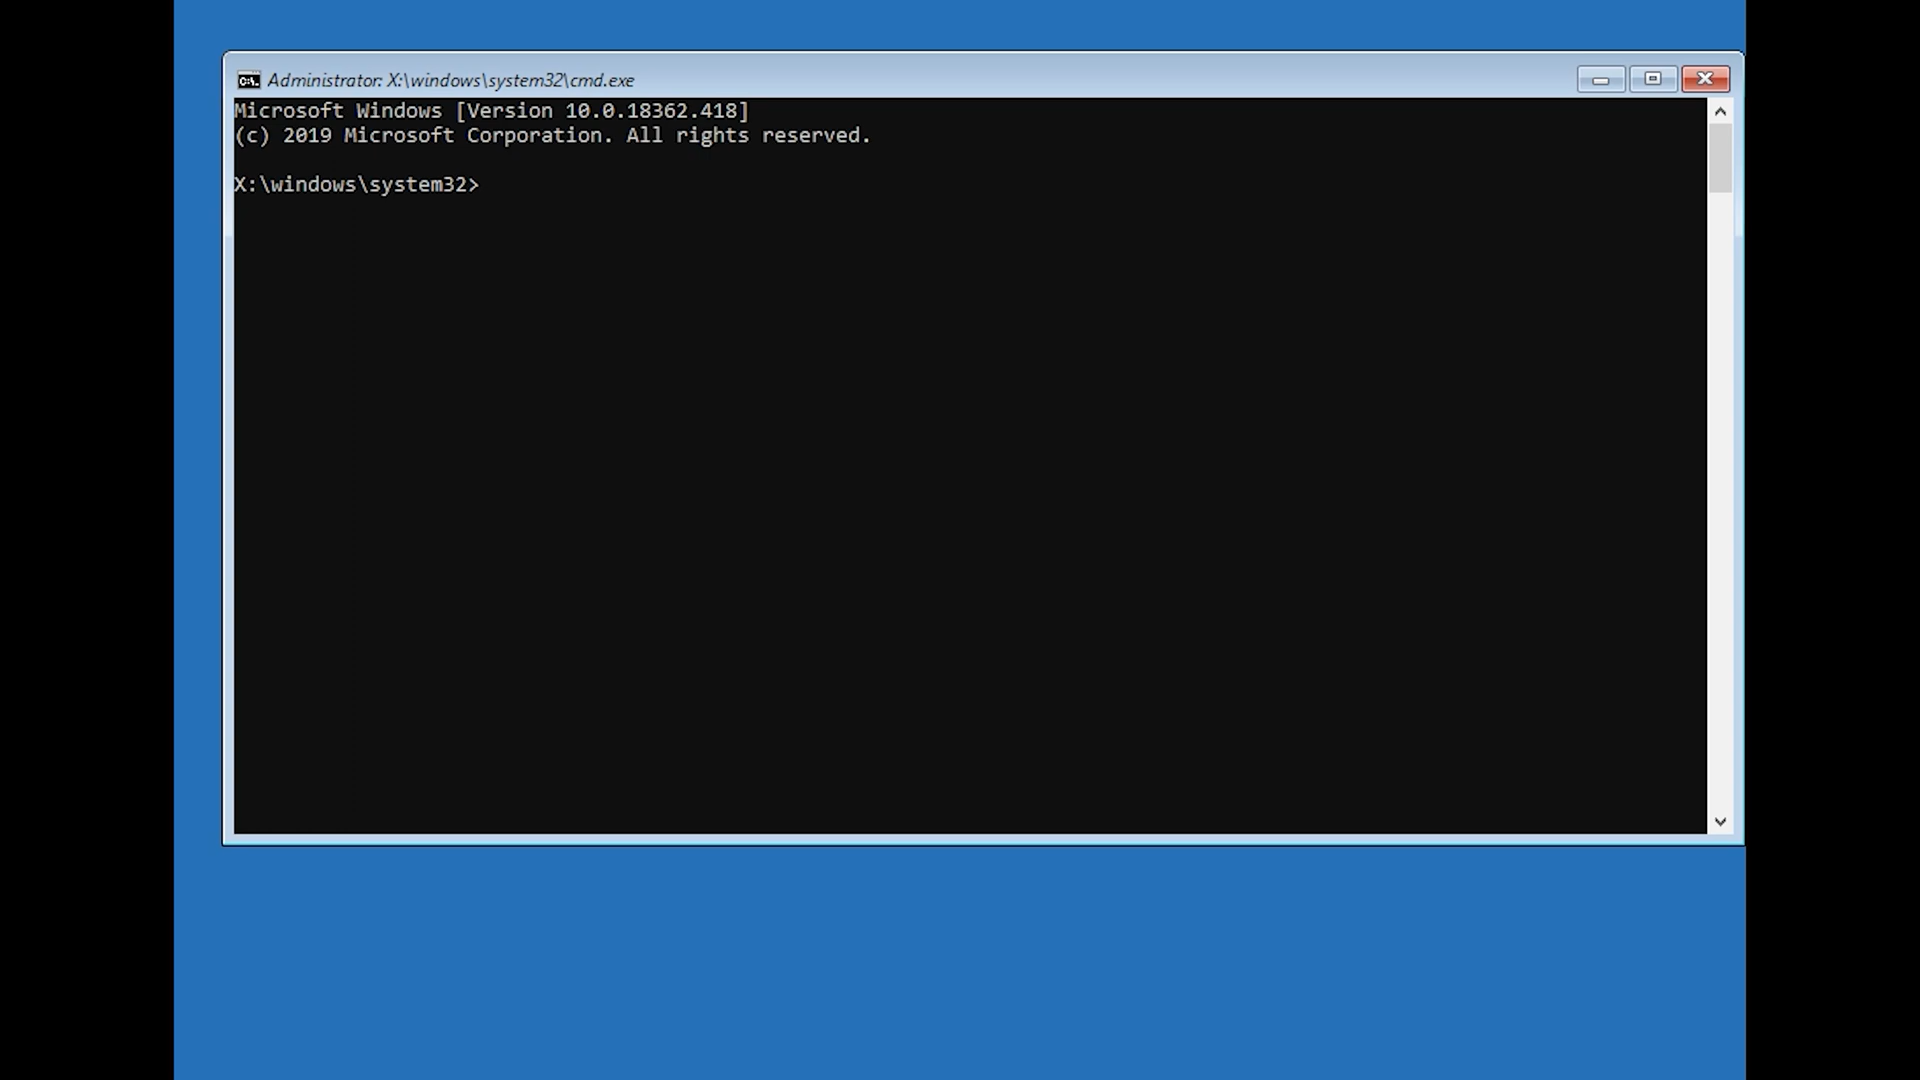 Administrator: X:\windows\system32\cmd.exe
Microsoft Windows [Version 10.0.18362.418]
(c) 2019 Microsoft Corporation. All rights reserved.
X:\windows\system32>